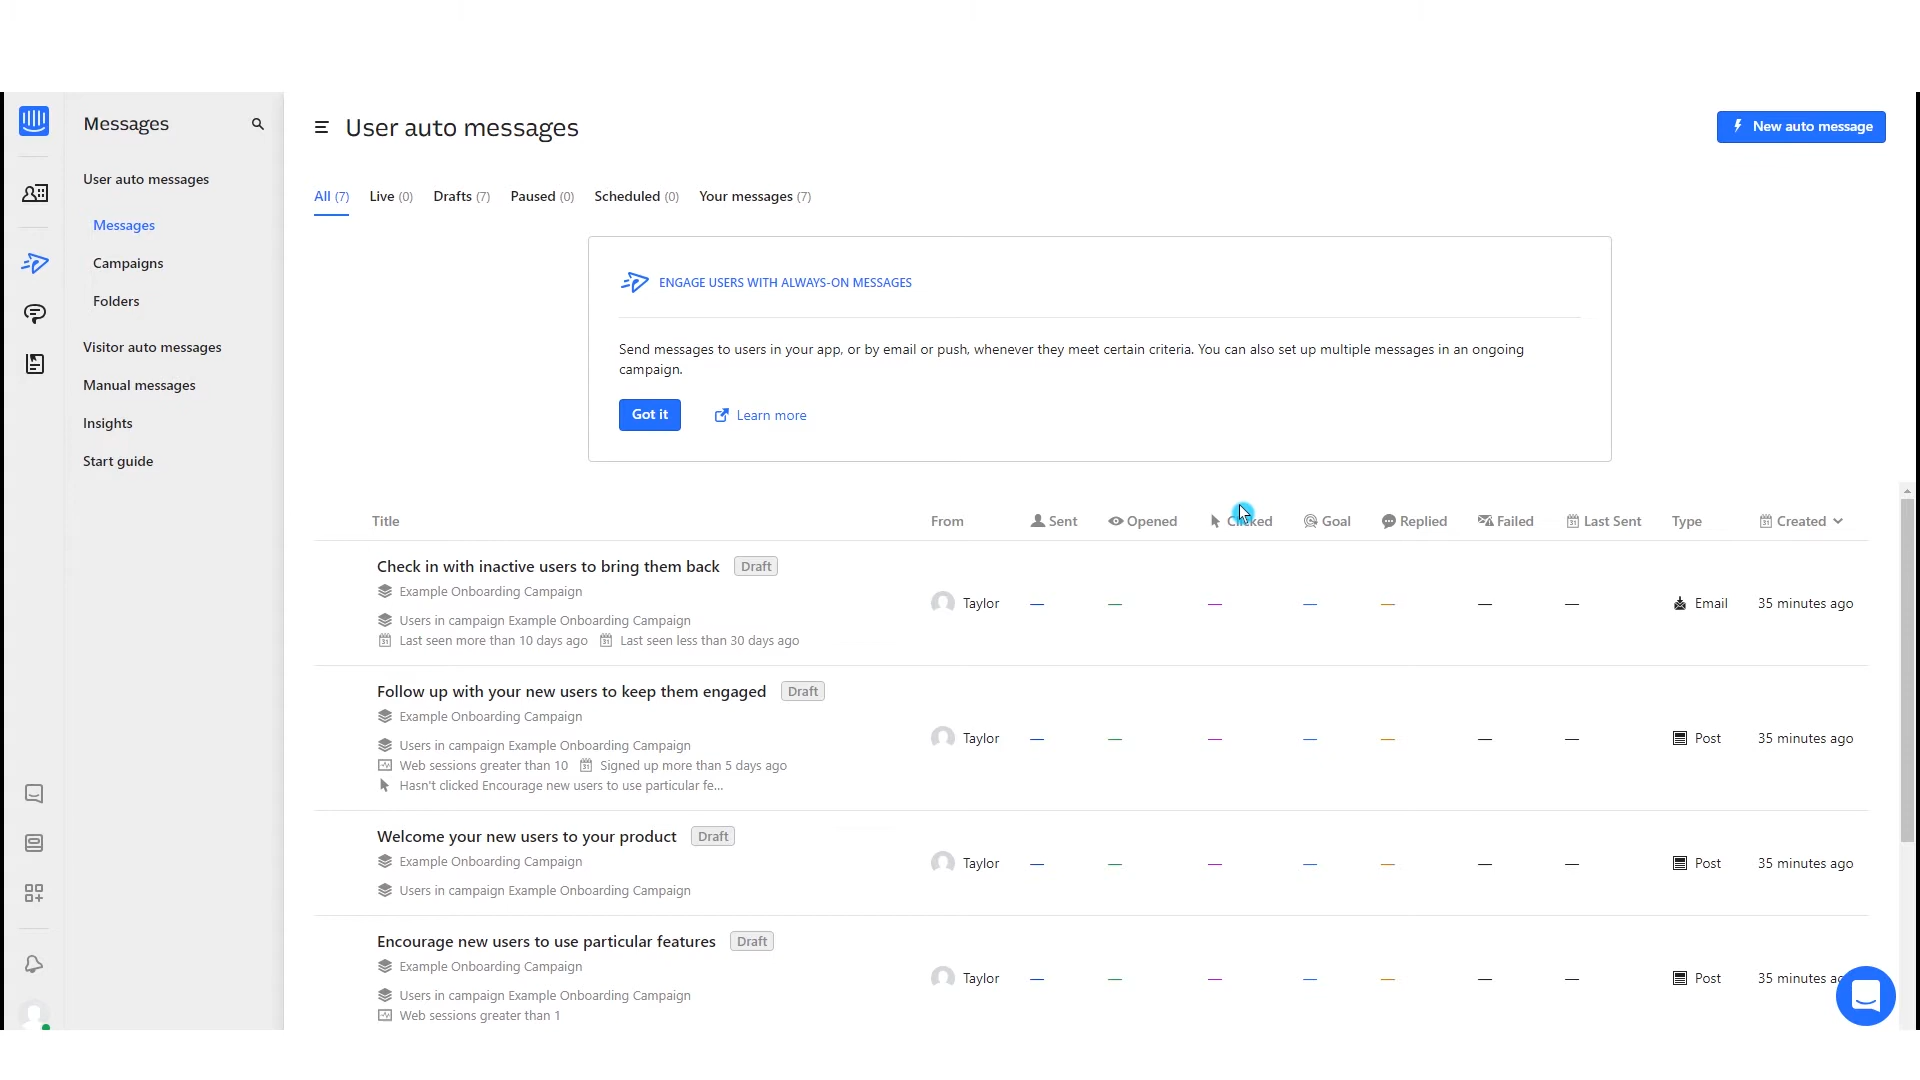 Messages
User auto messages
Messages
Campaigns
Folders
Visitor auto messages
Manual messages
Insights
Start guide
User auto messages
New auto message
All (7) Live (0) Drafts (7) Paused (0) Scheduled (0) Your messages (7)
ENGAGE USERS WITH ALWAYS-ON MESSAGES
Send messages to users in your app, or by email or push, whenever they meet certain criteria. You can also set up multiple messages in an ongoing
campaign.
Got it Learn more
Title From Sent Opened Clicked Goal Replied Failed Last Sent Type Created
Check in with inactive users to bring them back Draft
Example Onboarding Campaign
Users in campaign Example Onboarding Campaign
Last seen more than 10 days ago Last seen less than 30 days ago
Taylor — — — — — — — Email 35 minutes ago
Follow up with your new users to keep them engaged Draft
Example Onboarding Campaign
Users in campaign Example Onboarding Campaign
Web sessions greater than 10 Signed up more than 5 days ago
Hasn't clicked Encourage new users to use particular fe...
Taylor — — — — — — — Post 35 minutes ago
Welcome your new users to your product Draft
Example Onboarding Campaign
Users in campaign Example Onboarding Campaign
Taylor — — — — — — — Post 35 minutes ago
Encourage new users to use particular features Draft
Example Onboarding Campaign
Users in campaign Example Onboarding Campaign
Web sessions greater than 1
Taylor — — — — — — — Post 35 minutes ago